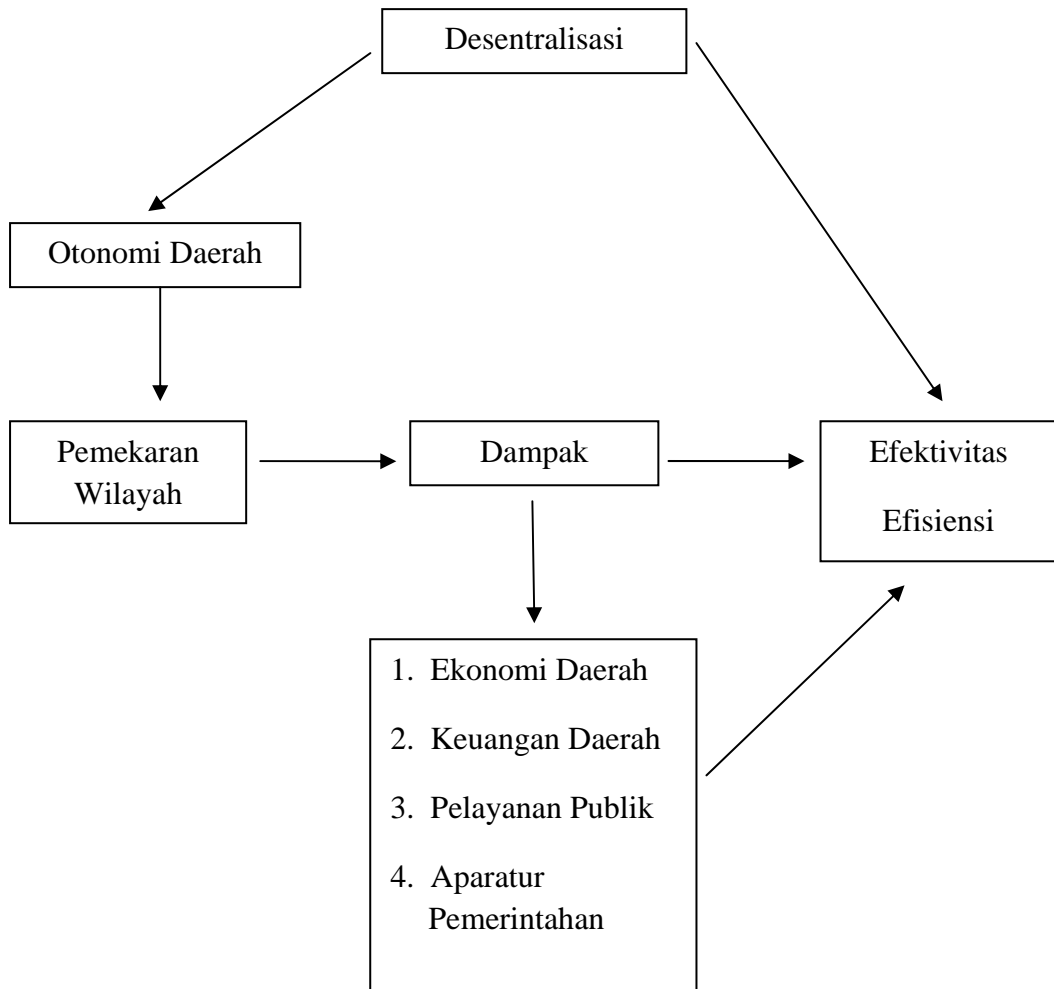 Desentralisasi
Otonomi Daerah
Pemekaran
Wilayah
Dampak
Efektivitas
Efisiensi
1. Ekonomi Daerah
2. Keuangan Daerah
3. Pelayanan Publik
4. Aparatur
Pemerintahan